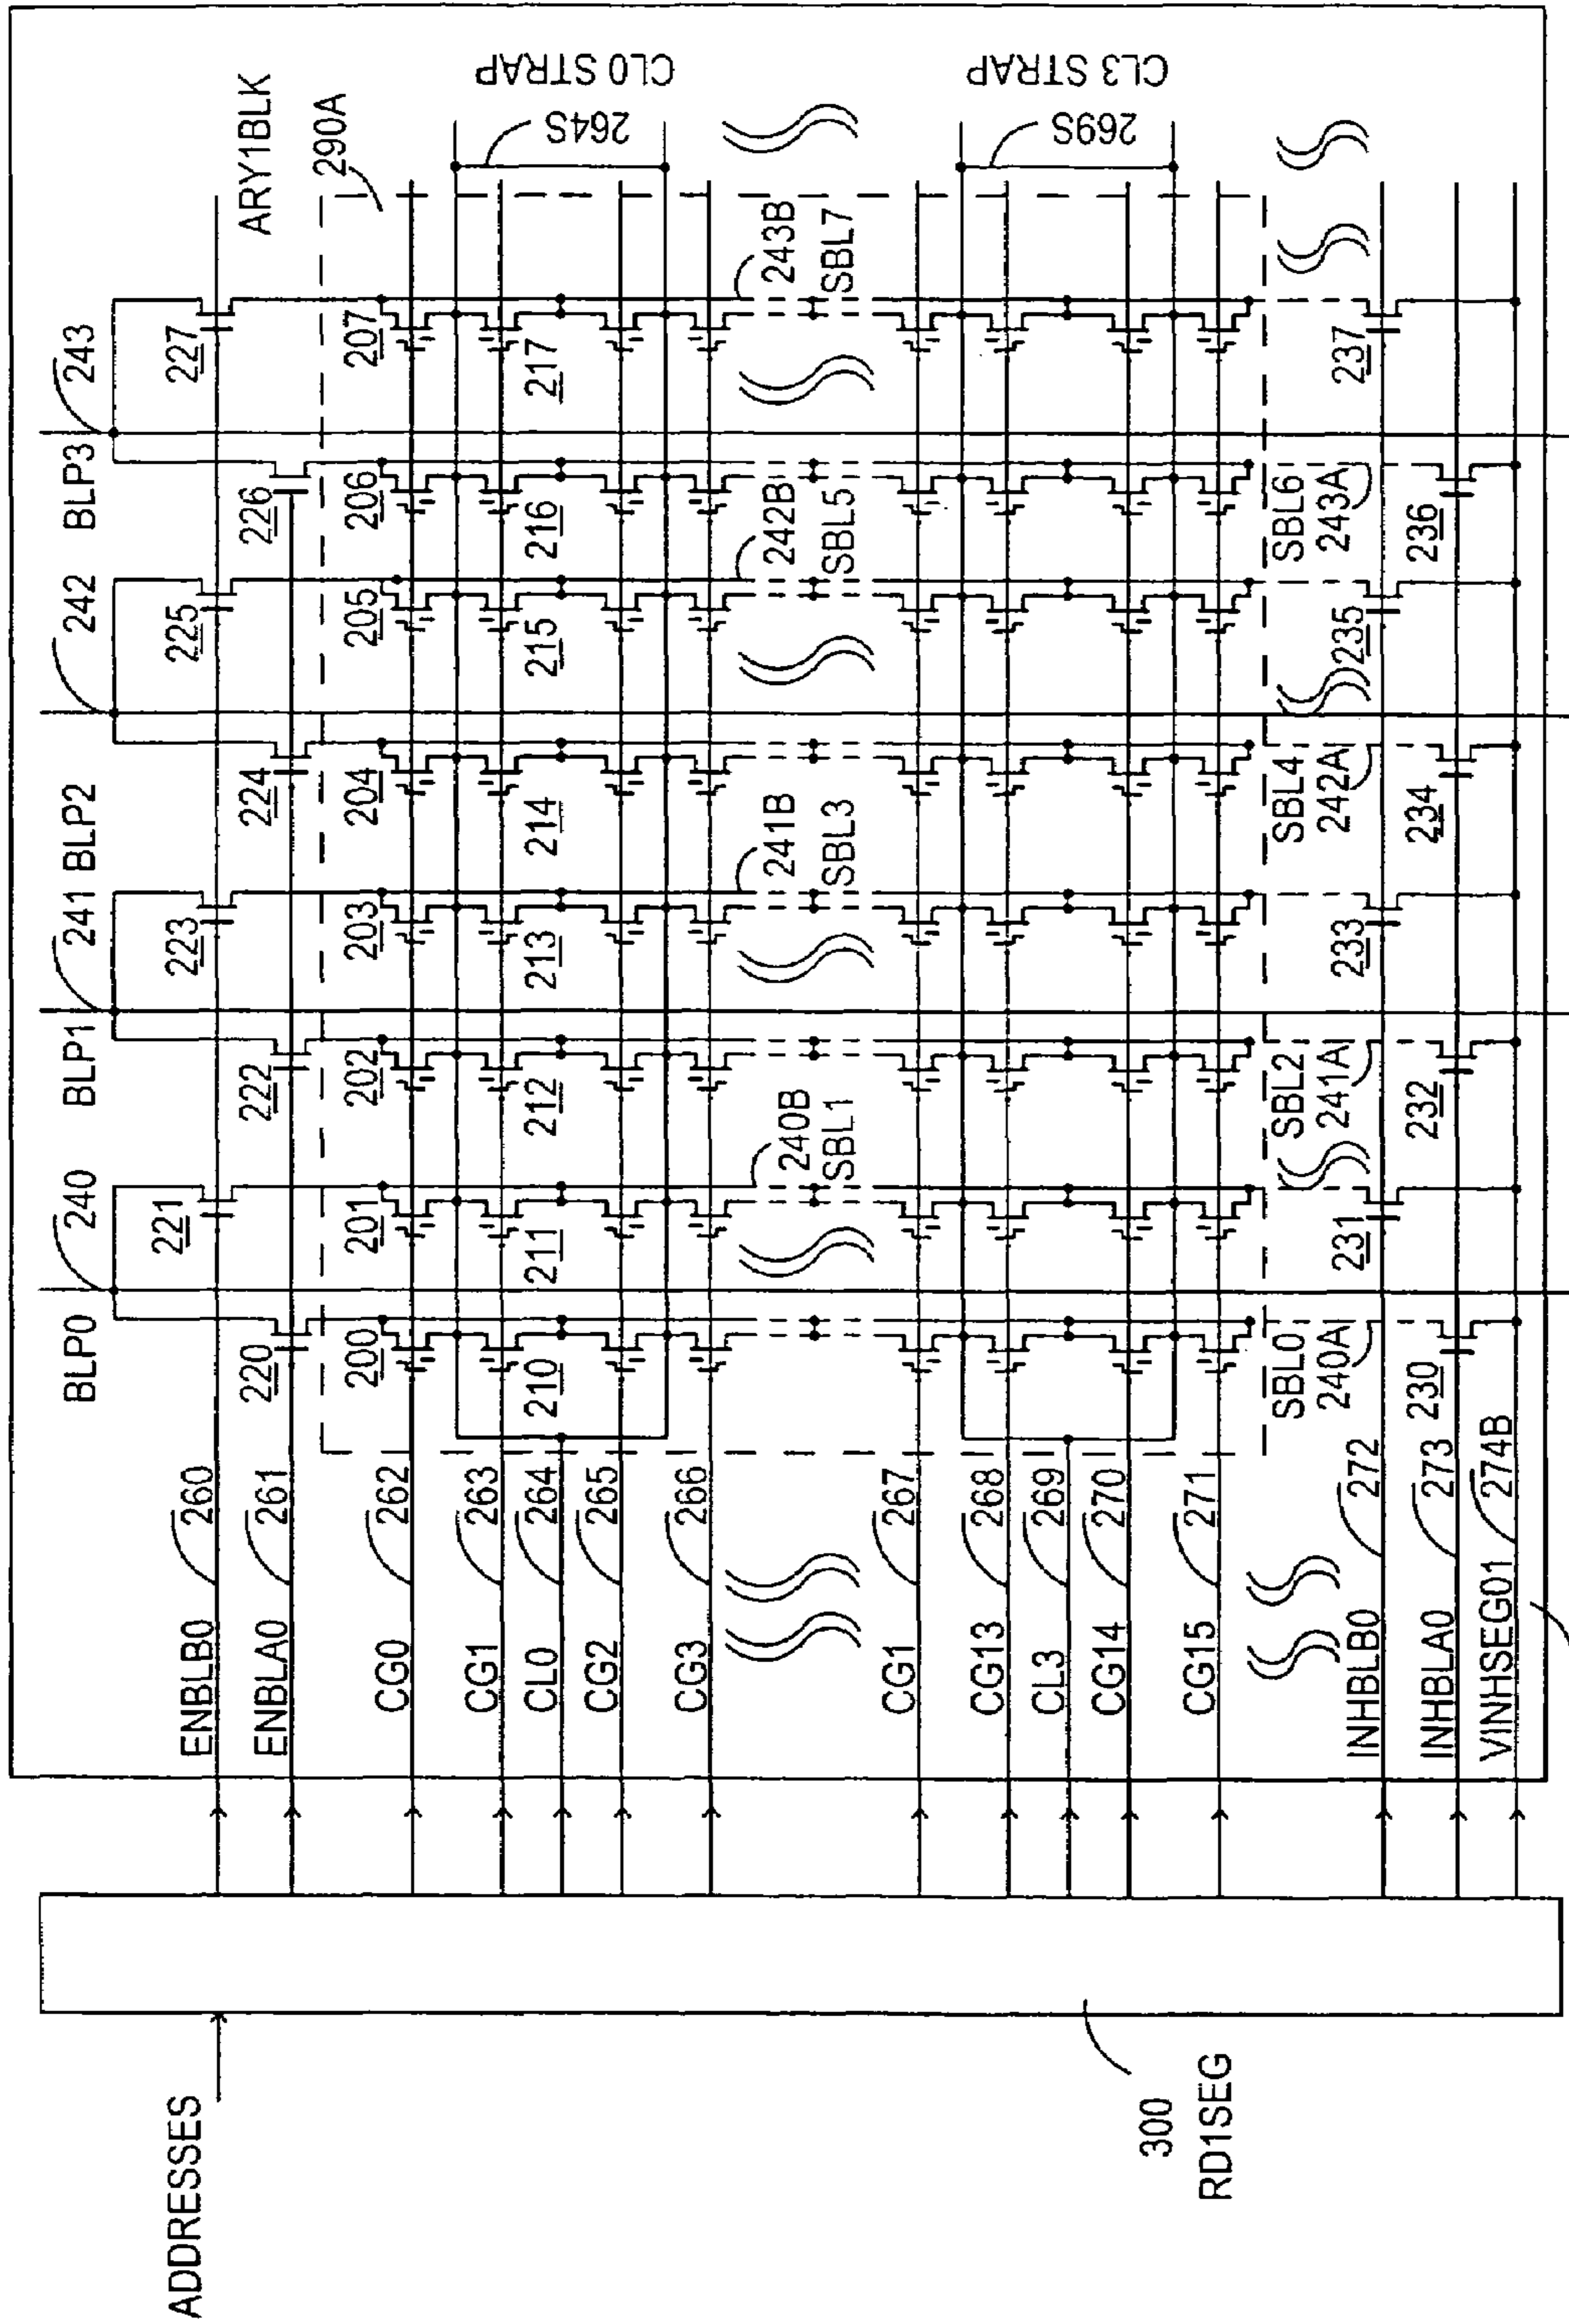 ADDRESSES
300
RD1SEG
ENBLB0 260
ENBLA0 261
CG0 262
CG1 263
CL0 264
CG2 265
CG3 266
CG1 267
CG13 268
CL3 269
CG14 270
CG15 271
INHBLB0 272
INHBLA0 273
VINHSEG01 274B
BLP0 240
BLP1 241
BLP2 242
BLP3 243
220 221 222 223 224 225 226 227
ARY1BLK
290A
200 201 202 203 204 205 206 207
210 211 212 213 214 215 216 217
CL0 STRAP
264S
240B
SBL1
241B
SBL3
242B
SBL5
243B
SBL7
CL3 STRAP
269S
SBL0
240A
SBL2
241A
SBL4
242A
SBL6
243A
230 231 232 233 234 235 236 237